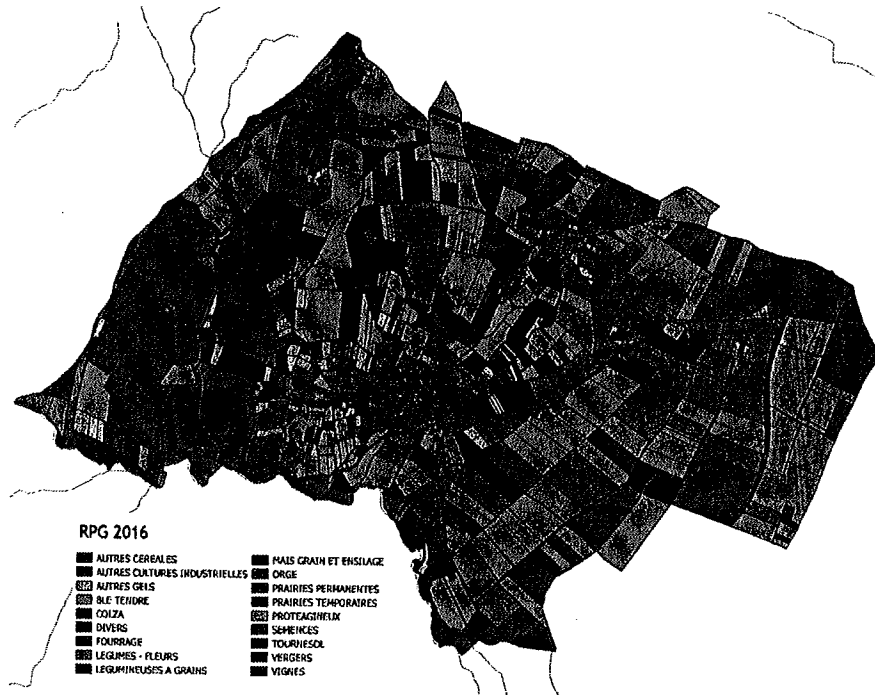 RPG 2016
AUTRES CEREALES
AUTRES CULTURES INDUSTRIELLES
AUTRES GELS
BLE TENDRE
COLZA
DIVERS
FOURRAGE
LEGUMES - FLEURS
LEGUMINEUSES A GRAINS
MAIS GRAIN ET ENSILAGE
ORGE
PRAIRIES PERMANENTES
PRAIRIES TEMPORAIRES
PROTEAGINEUX
SEMENCES
TOURNESOL
VERGERS
VIGNES